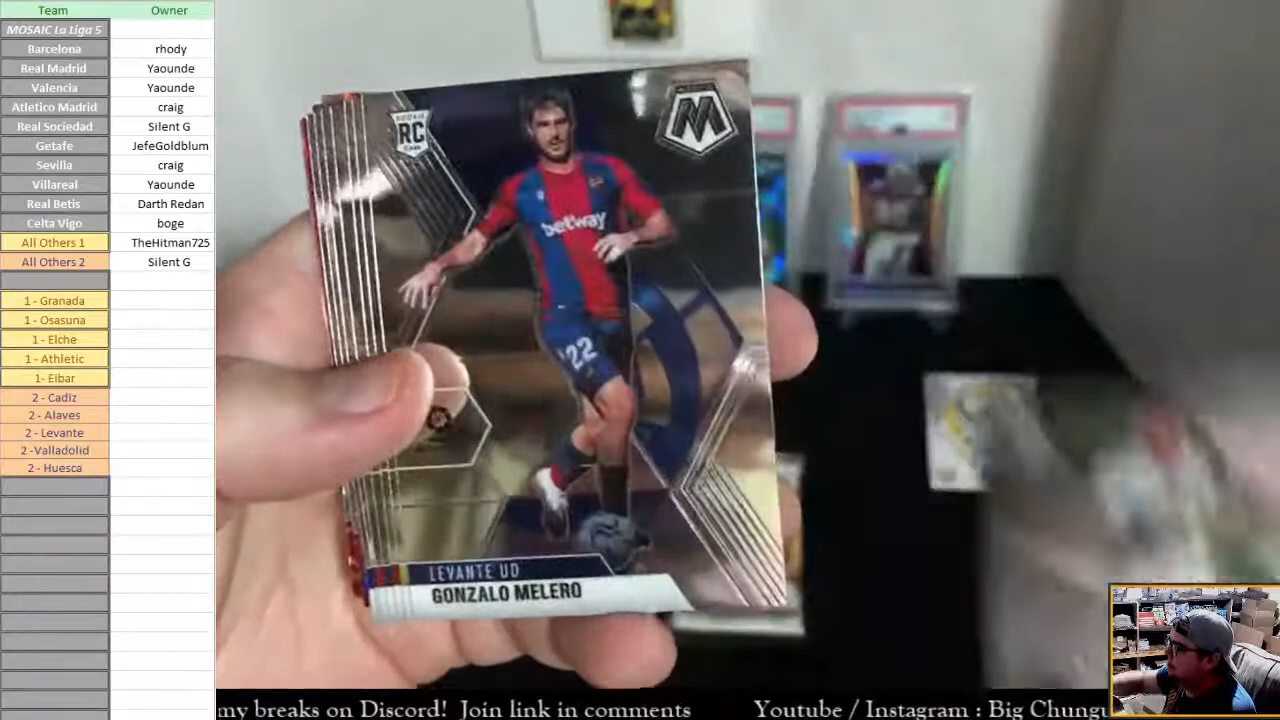 Team Owner
MOSAIC La Liga 5
Barcelona rhody
Real Madrid Yaounde
Valencia Yaounde
Atletico Madrid craig
Real Sociedad Silent G
Getafe JefeGoldblum
Sevilla craig
Villareal Yaounde
Real Betis Darth Redan
Celta Vigo boge
All Others 1 TheHitman725
All Others 2 Silent G
1 - Granada
1 - Osasuna
1 - Elche
1 - Athletic
1- Eibar
2 - Cadiz
2 - Alaves
2 - Levante
2 -Valladolid
2 - Huesca
RC
M
betway
22
LEVANTE UD
GONZALO MELERO
my breaks on Discord! Join link in comments Youtube / Instagram : Big Chungu